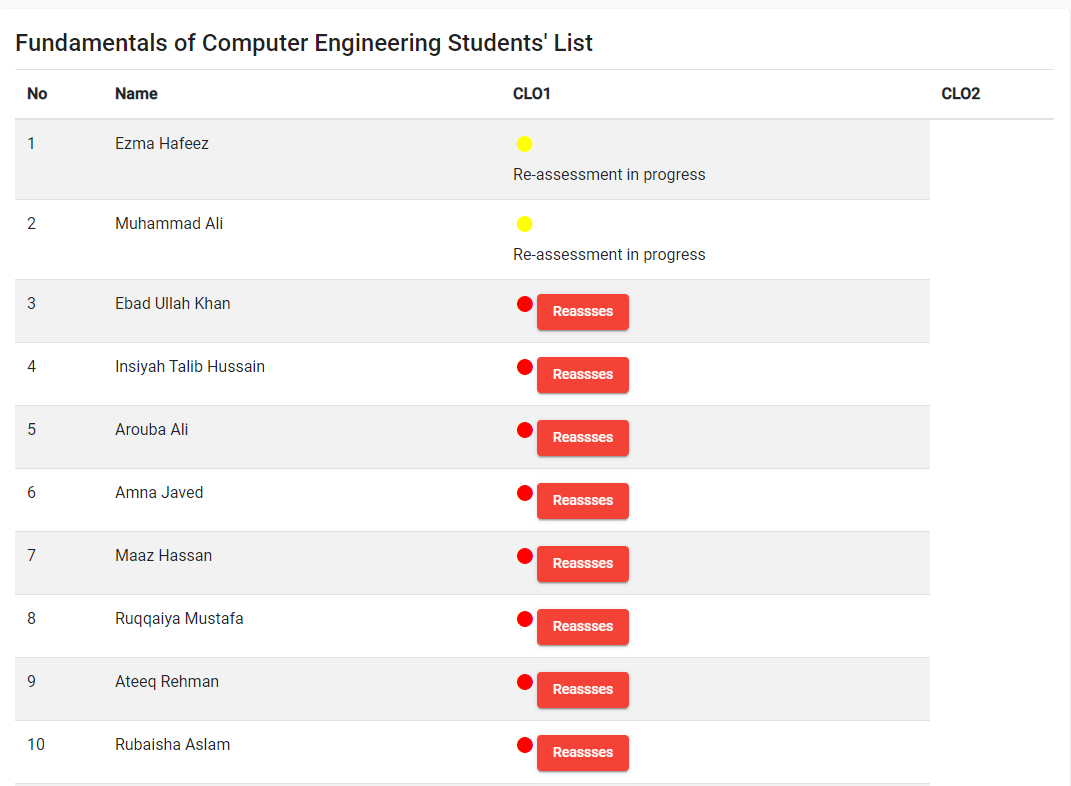 Fundamentals of Computer Engineering Students' List
No Name CLO1 CLO2
1 Ezma Hafeez
Re-assessment in progress
2 Muhammad Ali
Re-assessment in progress
3 Ebad Ullah Khan Reassses
4 Insiyah Talib Hussain Reassses
5 Arouba Ali Reassses
6 Amna Javed Reassses
7 Maaz Hassan Reassses
8 Ruqqaiya Mustafa Reassses
9 Ateeq Rehman Reassses
10 Rubaisha Aslam Reassses